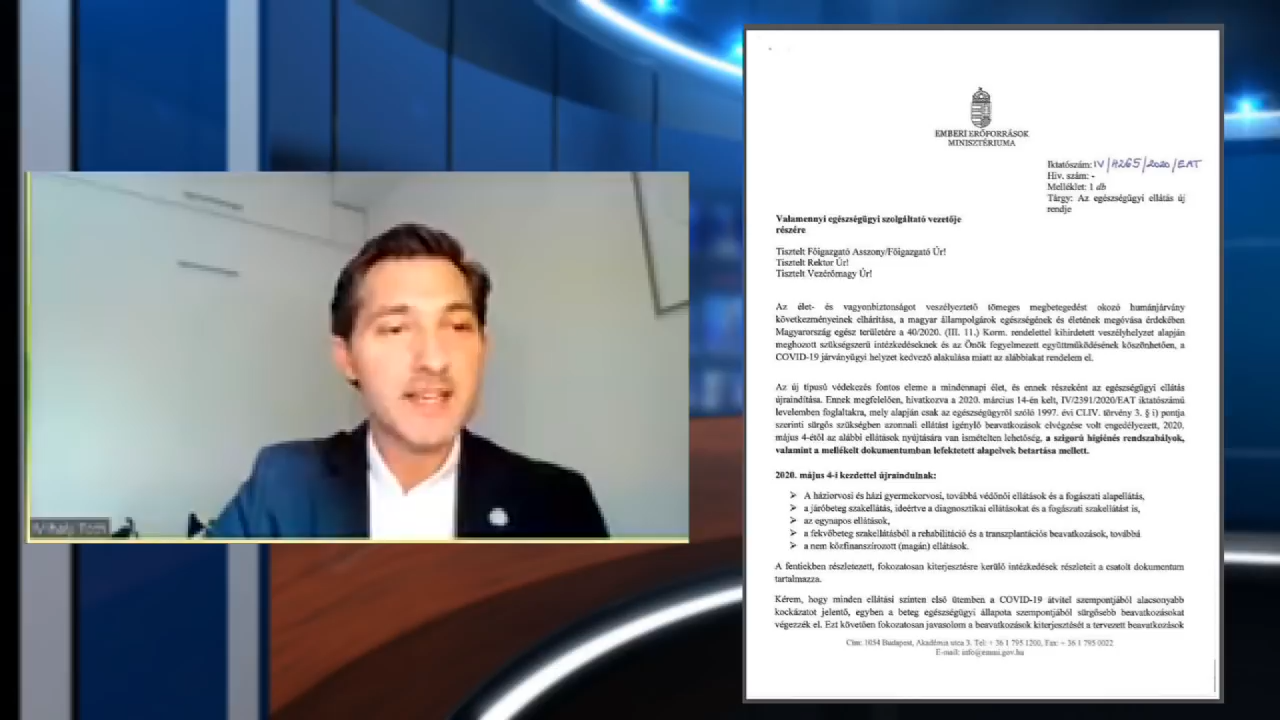 EMBERI ERŐFORRÁSOK
MINISZTÉRIUMA
Iktatószám: IV/4265/2020/EAT
Hiv. szám: -
Melléklet: 1 db
Tárgy: Az egészségügyi ellátás új
rendje
Valamennyi egészségügyi szolgáltató vezetője
részére
Tisztelt Főigazgató Asszony/Főigazgató Úr!
Tisztelt Rektor Úr!
Tisztelt Vezérőrnagy Úr!
Az élet- és vagyonbiztonságot veszélyeztető tömeges megbetegedést okozó humánjárvány
következményeinek elhárítása, a magyar állampolgárok egészségének és életének megóvása érdekében
Magyarország egész területére a 40/2020. (III. 11.) Korm. rendelettel kihirdetett veszélyhelyzet alapján
meghozott szükségszerű intézkedéseknek és az Önök fegyelmezett együttműködésének köszönhetően, a
COVID-19 járványügyi helyzet kedvező alakulása miatt az alábbiakat rendelem el.
Az új típusú védekezés fontos eleme a mindennapi élet, és ennek részeként az egészségügyi ellátás
újraindítása. Ennek megfelelően, hivatkozva a 2020. március 14-én kelt, IV/2391/2020/EAT iktatószámú
levelemben foglaltakra, mely alapján csak az egészségügyről szóló 1997. évi CLIV. törvény 3. § i) pontja
szerinti sürgős szükségben azonnali ellátást igénylő beavatkozások elvégzése volt engedélyezett, 2020.
május 4-étől az alábbi ellátások nyújtására van ismételten lehetőség, a szigorú higiénés rendszabályok,
valamint a mellékelt dokumentumban lefektetett alapelvek betartása mellett.
2020. május 4-i kezdettel újraindulnak:
➢ A háziorvosi és házi gyermekorvosi, továbbá védőnői ellátások és a fogászati alapellátás,
➢ a járóbeteg szakellátás, ideértve a diagnosztikai ellátásokat és a fogászati szakellátást is,
➢ az egynapos ellátások,
➢ a fekvőbeteg szakellátásból a rehabilitáció és a transzplantációs beavatkozások, továbbá
➢ a nem közfinanszírozott (magán) ellátások.
A fentiekben részletezett, fokozatosan kiterjesztésre kerülő intézkedések részleteit a csatolt dokumentum
tartalmazza.
Kérem, hogy minden ellátási szinten első ütemben a COVID-19 átvitel szempontjából alacsonyabb
kockázatot jelentő, egyben a beteg egészségügyi állapota szempontjából sürgősebb beavatkozásokat
végezzék el. Ezt követően fokozatosan javasolom a beavatkozások kiterjesztését a tervezett beavatkozások
Cím: 1054 Budapest, Akadémia utca 3. Tel: + 36 1 795 1200, Fax: + 36 1 795 0022
E-mail: info@emmi.gov.hu